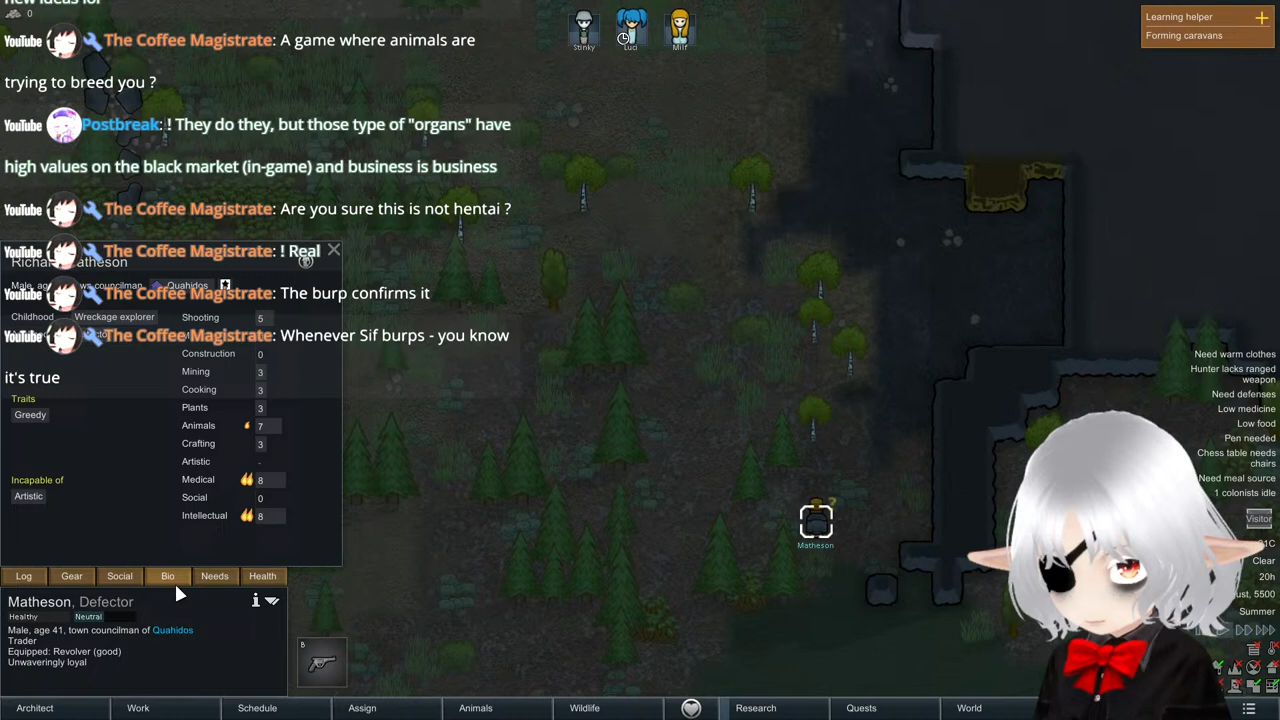 new ideas lol
0
YouTube The Coffee Magistrate: A game where animals are
trying to breed you ?
YouTube Postbreak: ! They do they, but those type of "organs" have
high values on the black market (in-game) and business is business
YouTube The Coffee Magistrate: Are you sure this is not hentai ?
YouTube The Coffee Magistrate: ! Real
YouTube The Coffee Magistrate: The burp confirms it
YouTube The Coffee Magistrate: Whenever Sif burps - you know
it's true
Stinky
Luci
Milf
Learning helper
Forming caravans
Quahidos
Childhood Wreckage explorer
Traits
Greedy
Incapable of
Artistic
Shooting 5
Construction 0
Mining 3
Cooking 3
Plants 3
Animals 7
Crafting 3
Artistic -
Medical 8
Social 0
Intellectual 8
Log Gear Social Bio Needs Health
Matheson, Defector
Healthy Neutral
Male, age 41, town councilman of Quahidos
Trader
Equipped: Revolver (good)
Unwaveringly loyal
B
?
Matheson
Need warm clothes
Hunter lacks ranged
weapon
Need defenses
Low medicine
Low food
Pen needed
Chess table needs
chairs
Need meal source
1 colonists idle
Visitor
Clear
20h
5500
Summer
Architect Work Schedule Assign Animals Wildlife Research Quests World